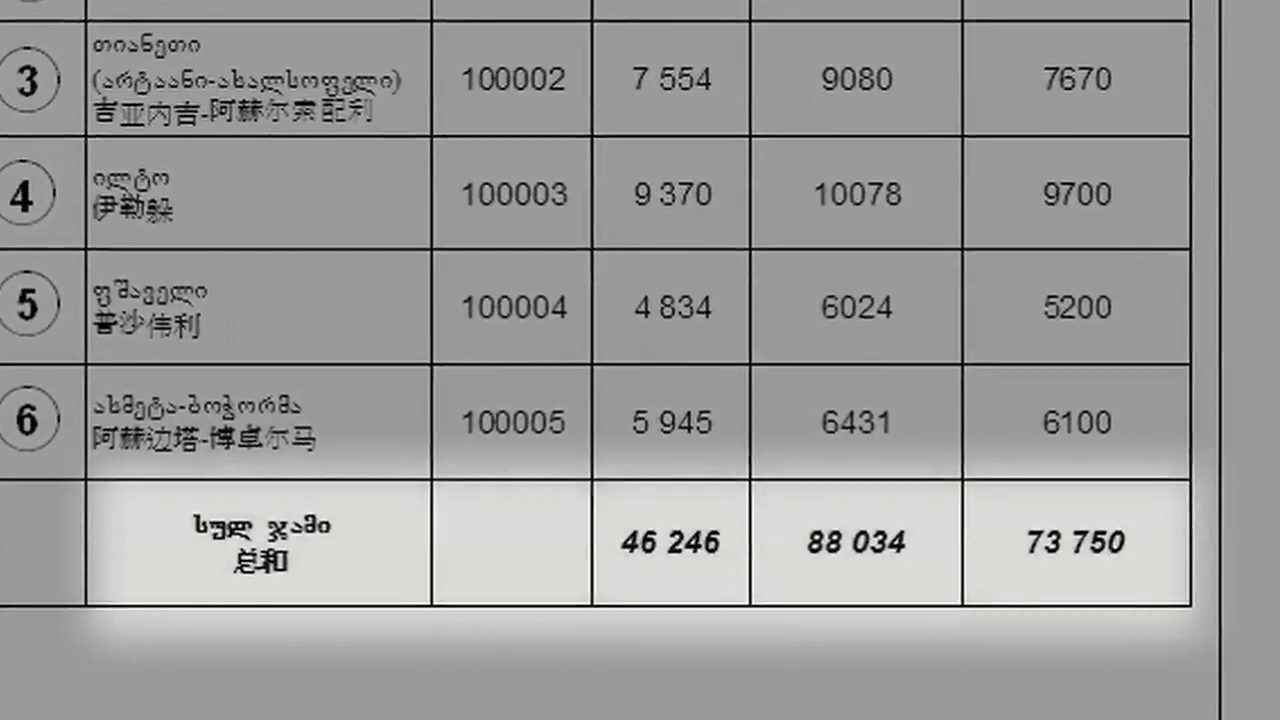 3 თიანეთი 100002 7 554 9080 7670
(არტაანი-ახალსოფელი)
吉亚内吉-阿赫尔索配利
4 ილტო 100003 9 370 10078 9700
伊勒躲
5 ფშაველი 100004 4 834 6024 5200
普沙伟利
6 ახმეტა-ბოჭორმა 100005 5 945 6431 6100
阿赫边塔-博卓尔马
სულ ჯამი 46 246 88 034 73 750
总和